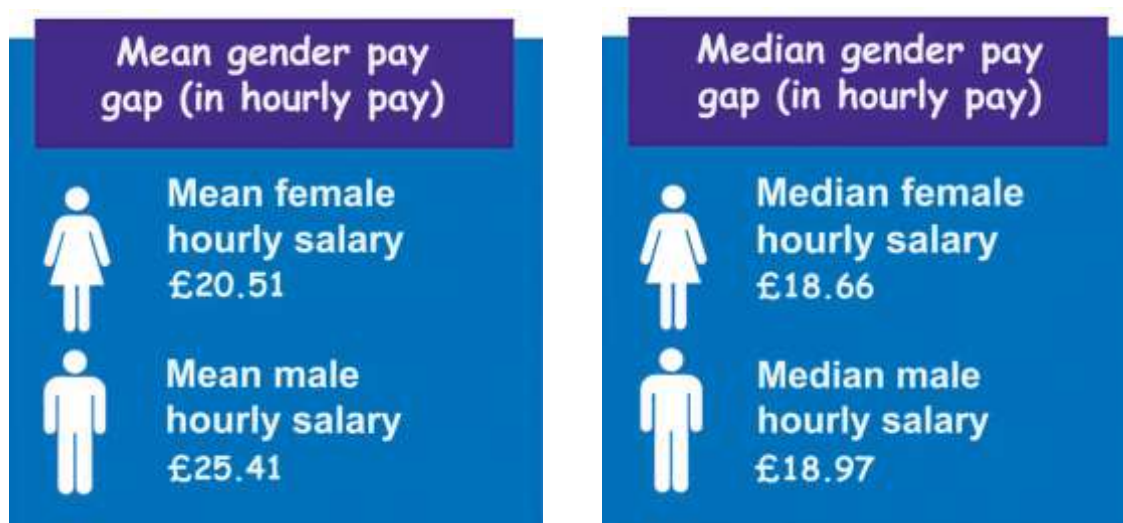 Mean gender pay
gap (in hourly pay)
Mean female
hourly salary
£20.51
Mean male
hourly salary
£25.41
Median gender pay
gap (in hourly pay)
Median female
hourly salary
£18.66
Median male
hourly salary
£18.97